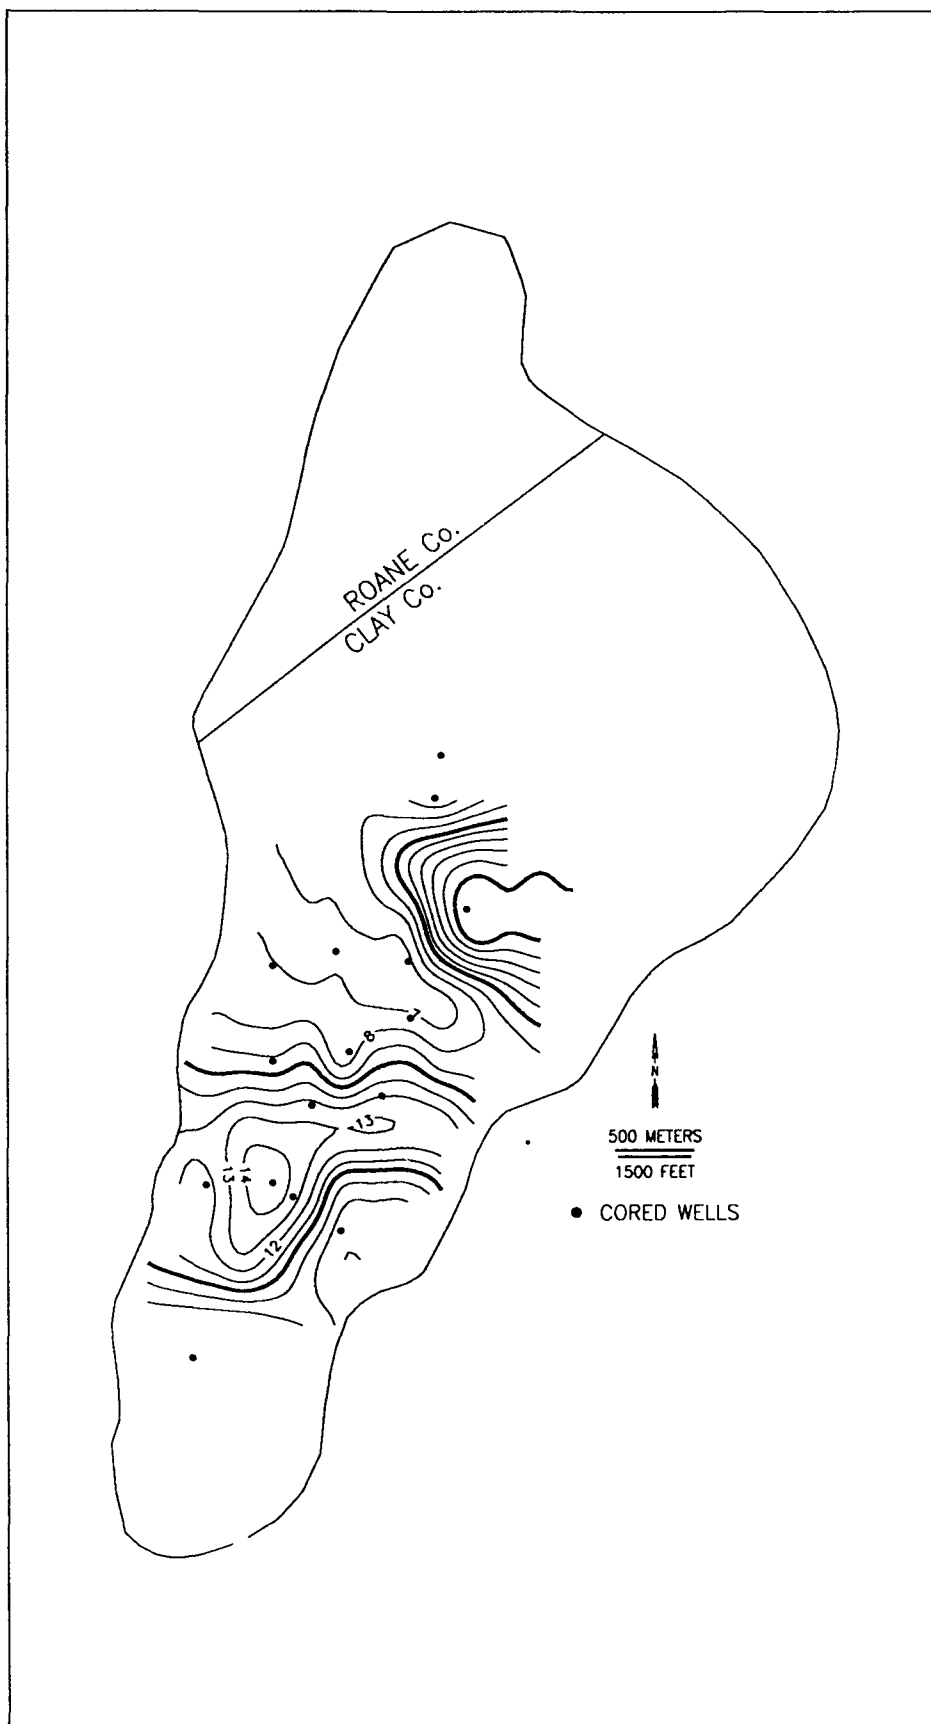 ROANE Co.
CLAY Co.
7
8
13
13
14
12
7
N
500 METERS
1500 FEET
CORED WELLS